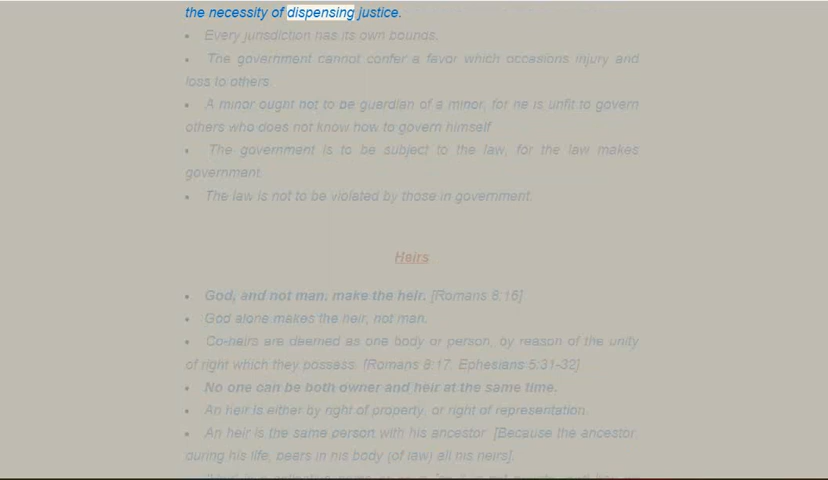 the necessity of dispensing justice.
• Every jurisdiction has its own bounds.
• The government cannot confer a favor which occasions injury and
loss to others.
• A minor ought not to be guardian of a minor, for he is unfit to govern
others who does not know how to govern himself
• The government is to be subject to the law, for the law makes
government.
• The law is not to be violated by those in government.
Heirs
• God, and not man, make the heir. [Romans 8:16]
• God alone makes the heir, not man.
• Co-heirs are deemed as one body or person, by reason of the unity
of right which they possess. [Romans 8:17; Ephesians 5:31-32]
• No one can be both owner and heir at the same time.
• An heir is either by right of property, or right of representation.
• An heir is the same person with his ancestor. [Because the ancestor,
during his life, bears in his body (of law) all his heirs].